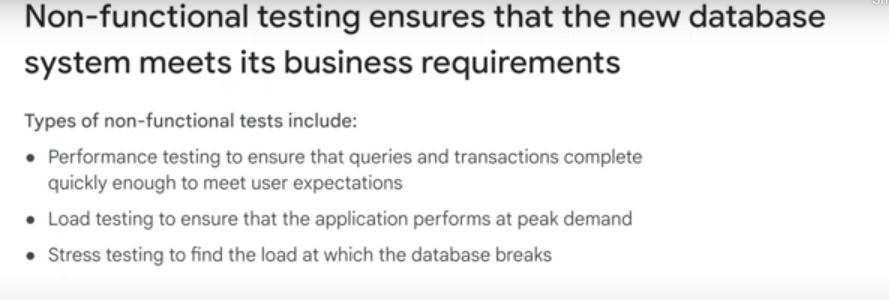 Non-functional testing ensures that the new database
system meets its business requirements
Types of non-functional tests include:
• Performance testing to ensure that queries and transactions complete
quickly enough to meet user expectations
• Load testing to ensure that the application performs at peak demand
• Stress testing to find the load at which the database breaks